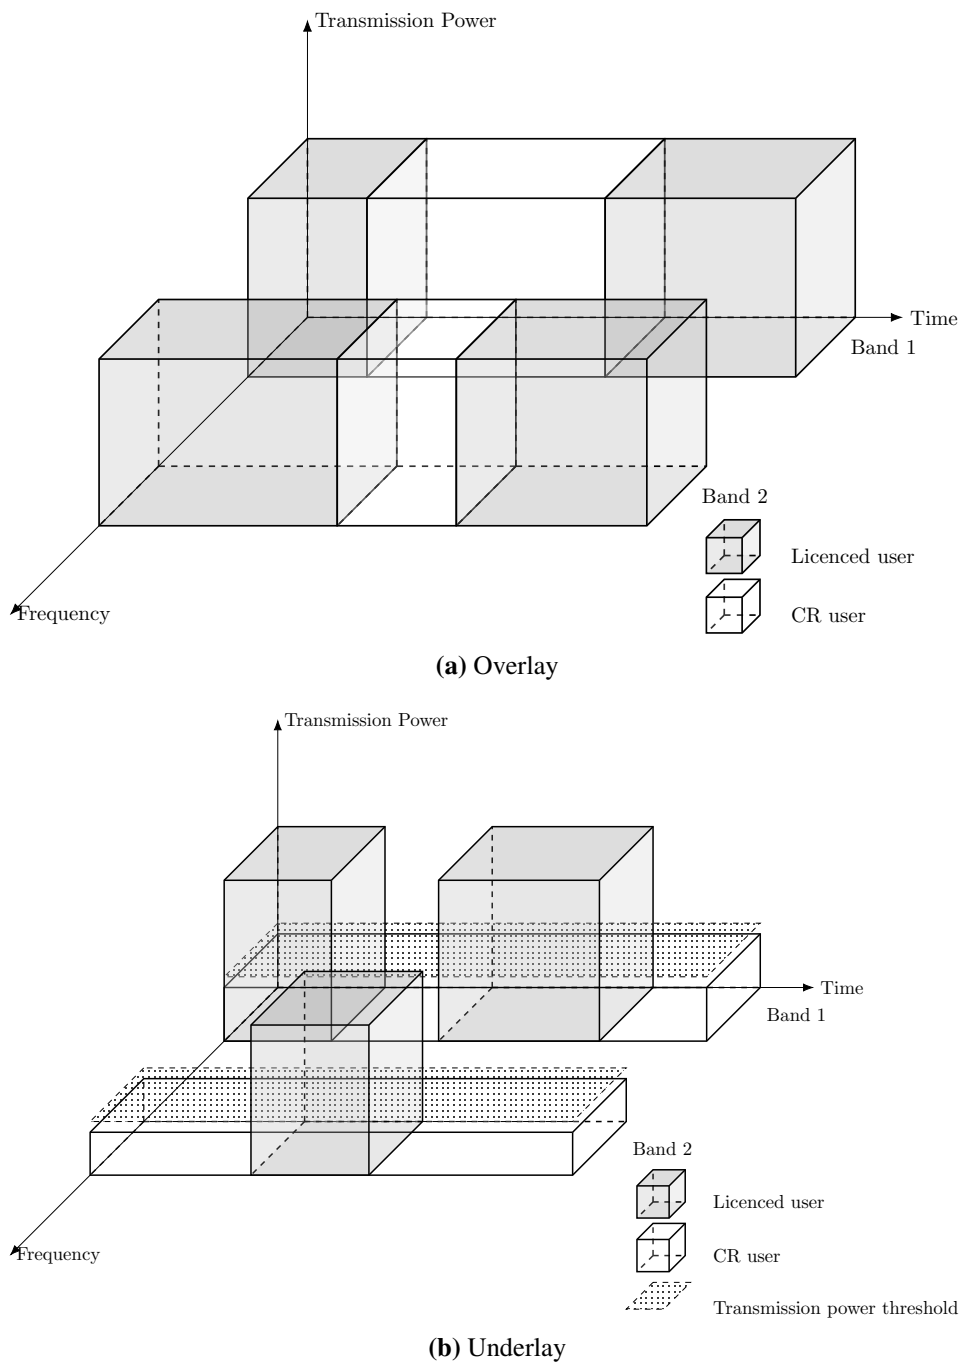 Transmission Power
Time
Band 1
Band 2
Licenced user
CR user
Frequency
(a) Overlay
Transmission Power
Time
Band 1
Band 2
Licenced user
CR user
Frequency
Transmission power threshold
(b) Underlay